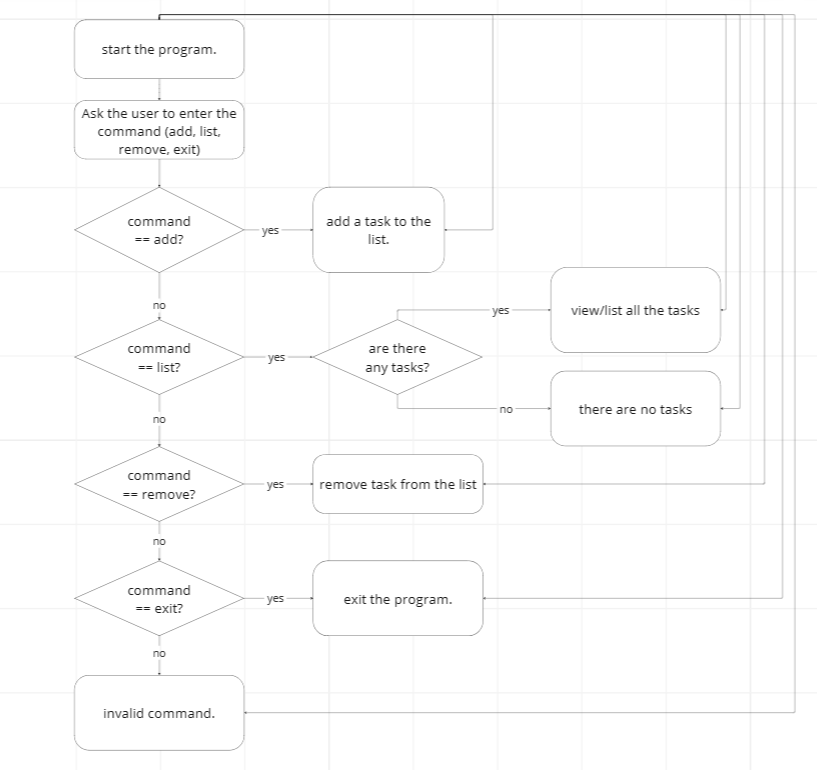 start the program.
Ask the user to enter the
command (add, list,
remove, exit)
command
== add?
yes
add a task to the
list.
no
command
== list?
yes
are there
any tasks?
yes
view/list all the tasks
no
there are no tasks
no
command
== remove?
yes
remove task from the list
no
command
== exit?
yes
exit the program.
no
invalid command.